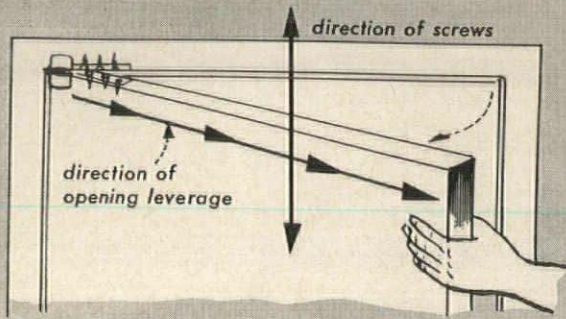 direction of screws
direction of
opening leverage